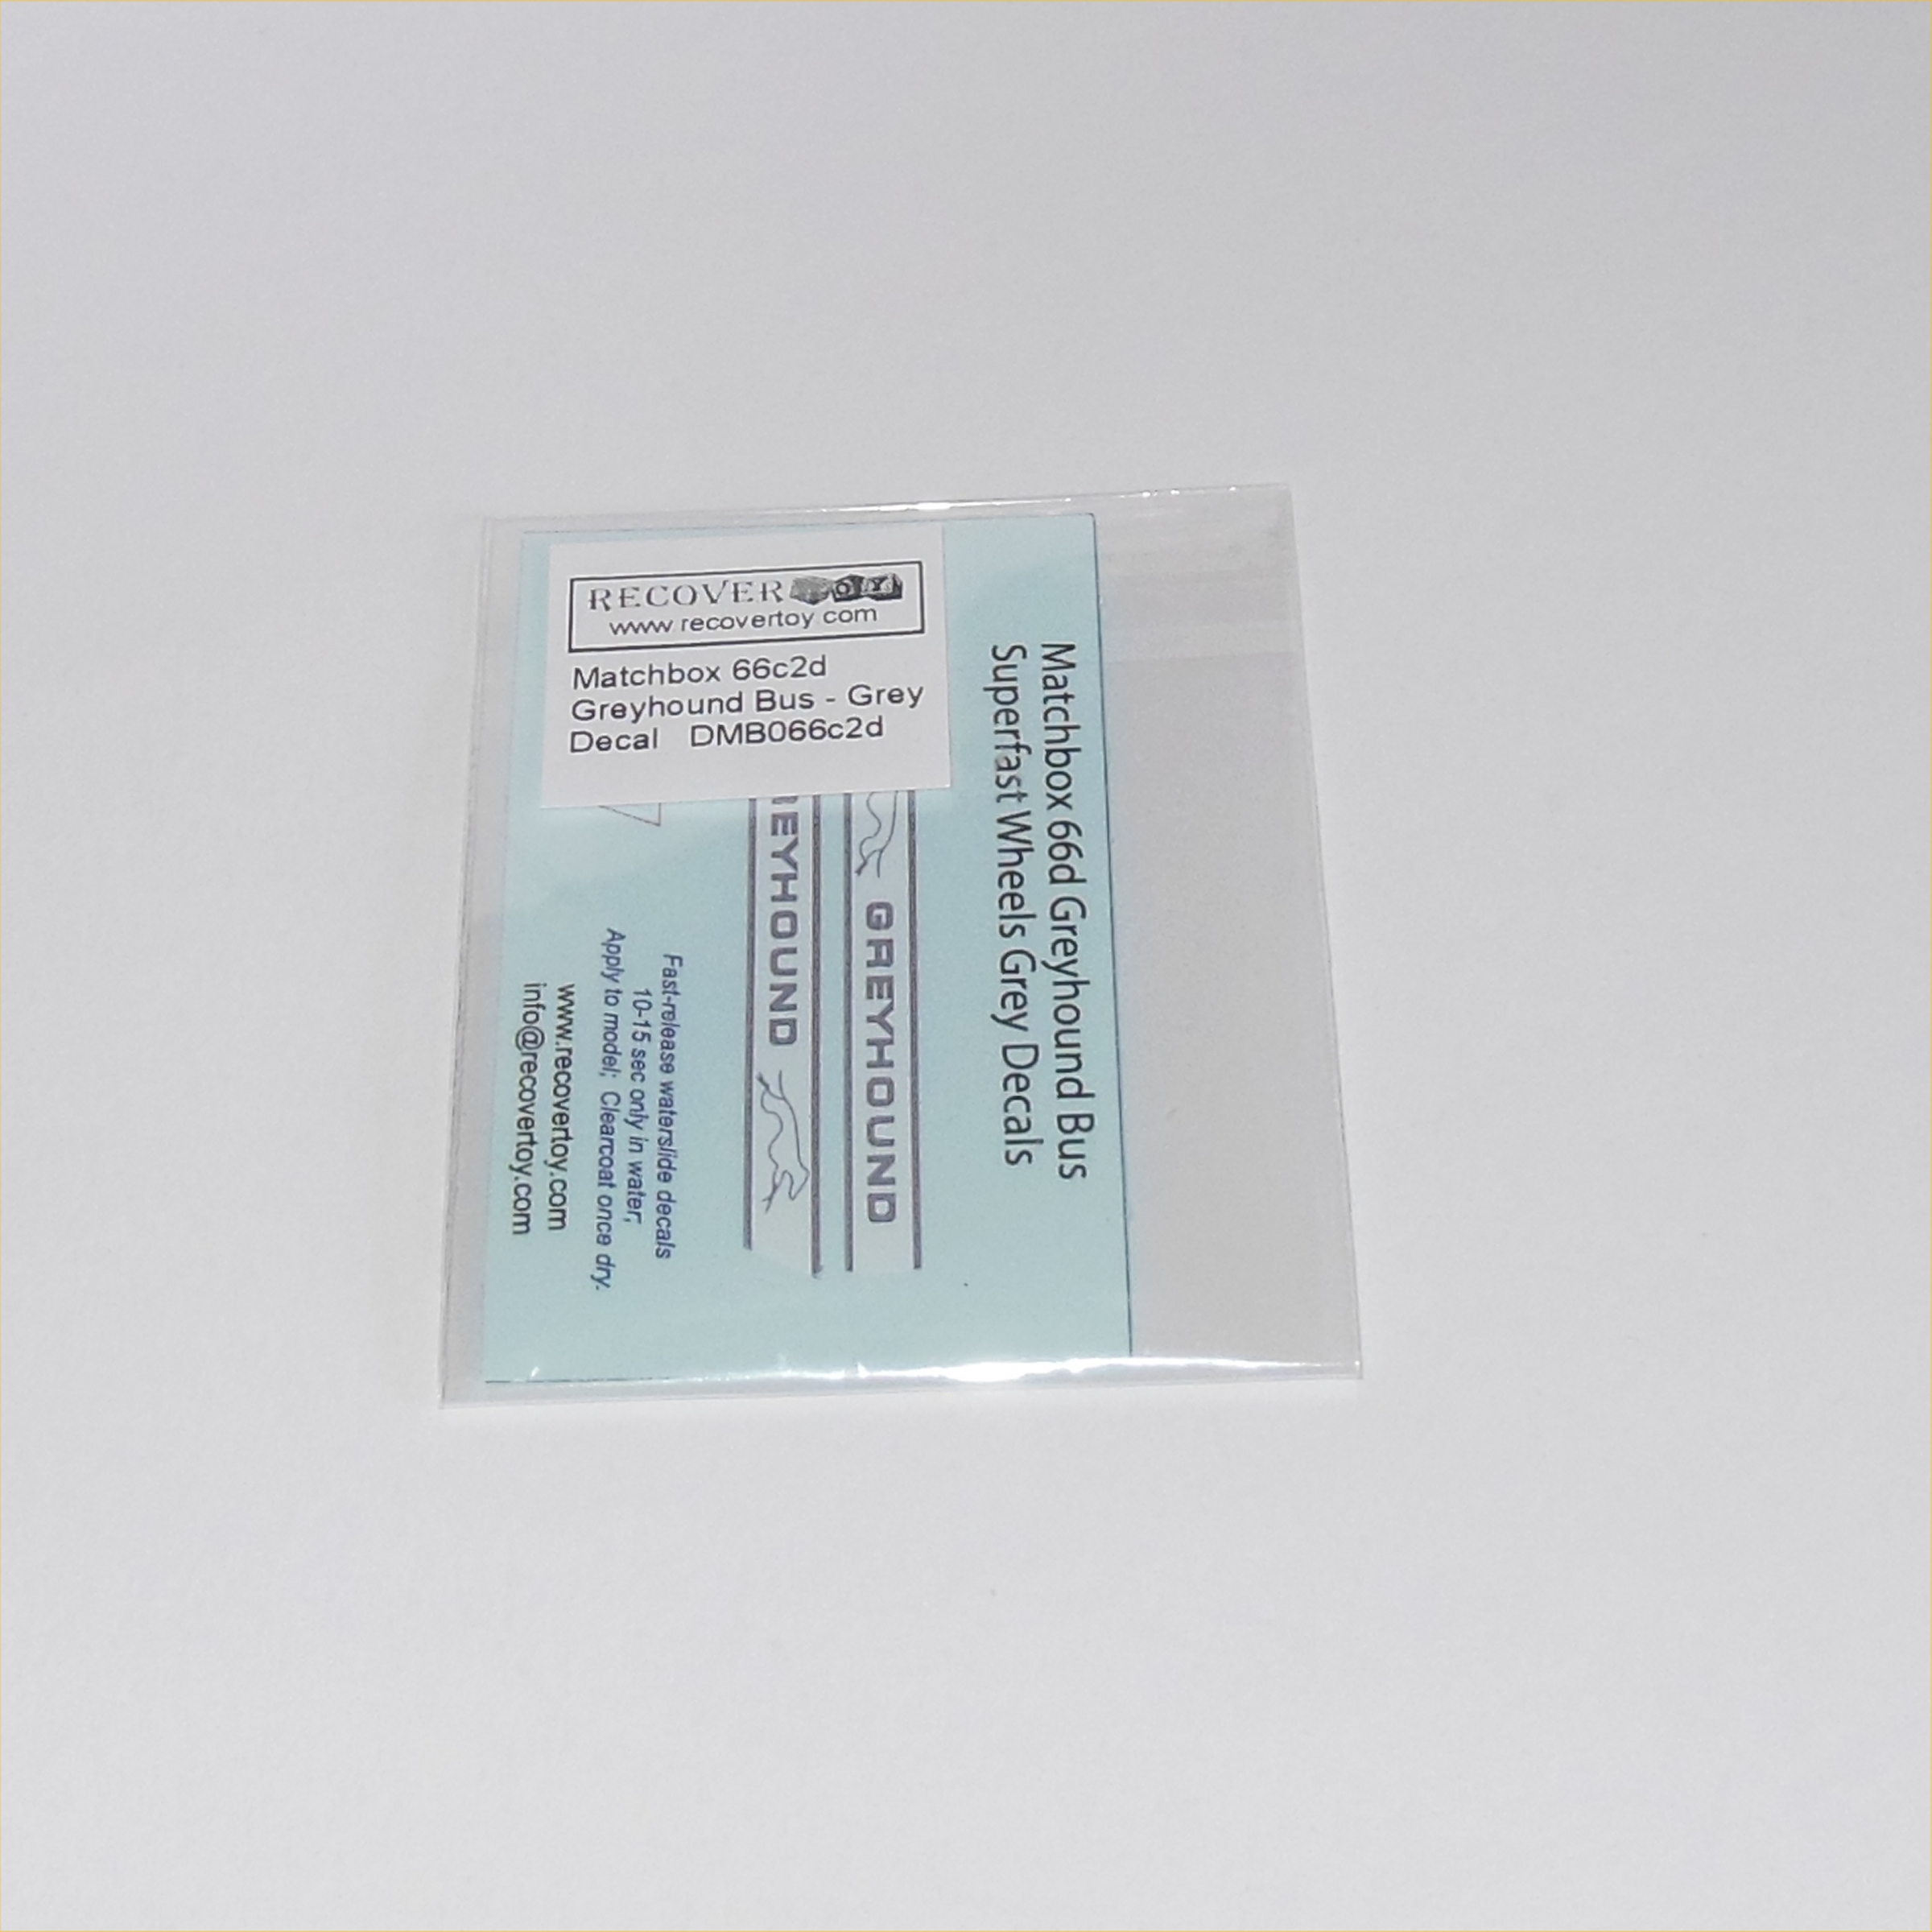 RECOVER TOY
www.recovertoy.com
Matchbox 66c2d
Greyhound Bus - Grey
Decal DMB066c2d
Matchbox 66d Greyhound Bus
Superfast Wheels Grey Decals
GREYHOUND
EYHOUND
Fast-release waterslide decals
10-15 sec only in water;
Apply to model; Clearcoat once dry.
www.recovertoy.com
info@recovertoy.com